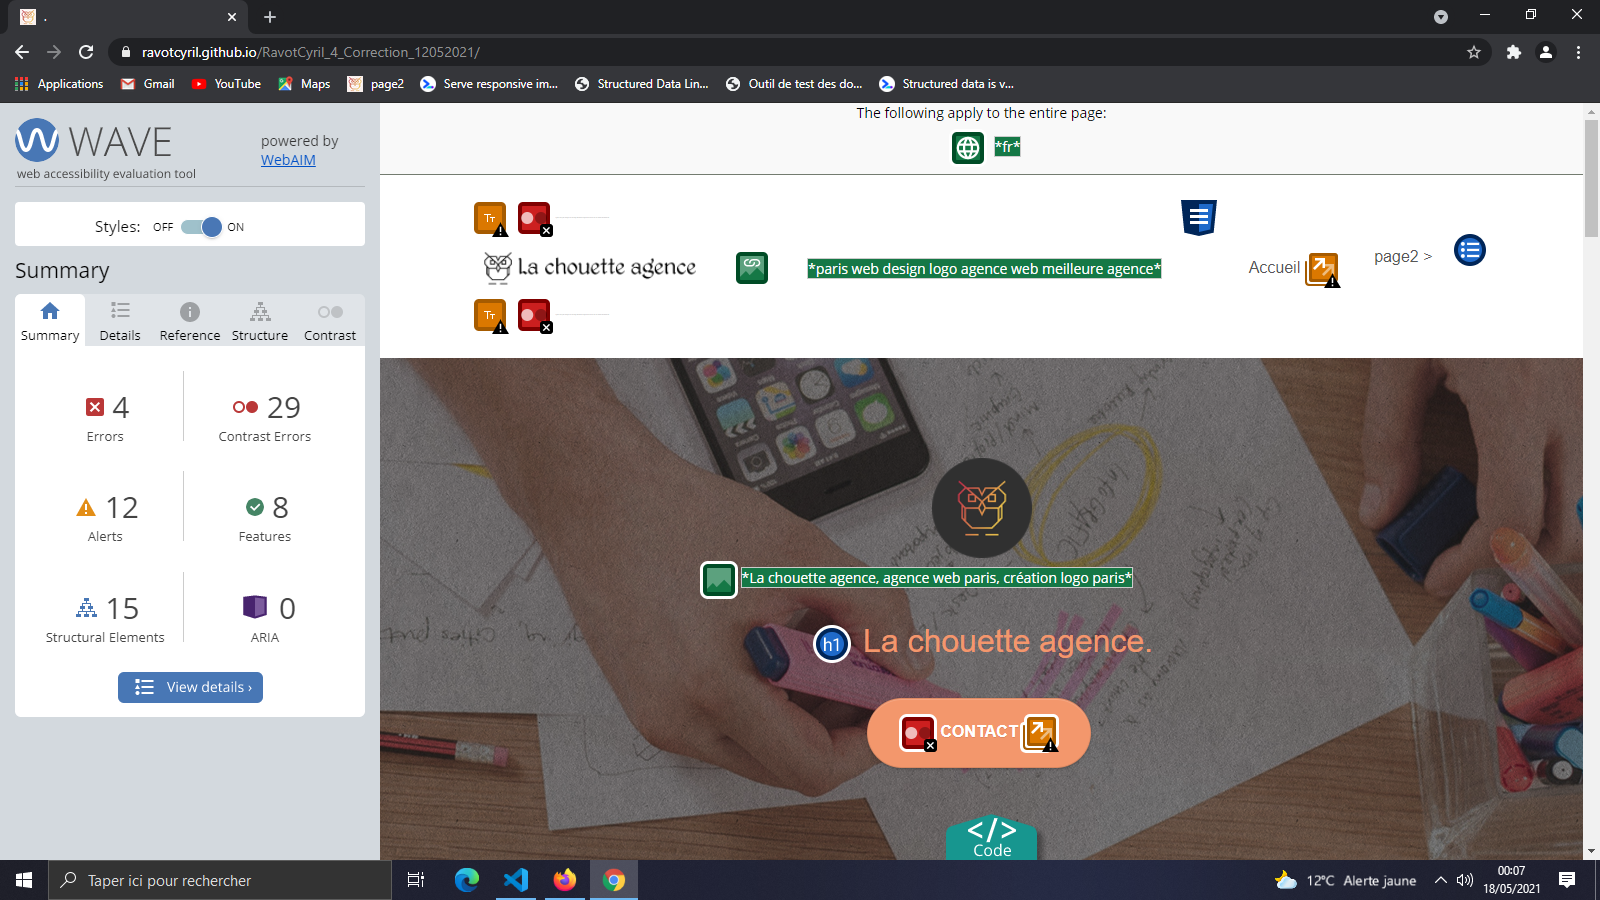 .
ravotcyril.github.io/RavotCyril_4_Correction_12052021/
Applications Gmail YouTube Maps page2 Serve responsive im... Structured Data Lin... Outil de test des do... Structured data is v...
WAVE
web accessibility evaluation tool
powered by
WebAIM
Styles: OFF ON
Summary
Summary Details Reference Structure Contrast
4
Errors
29
Contrast Errors
12
Alerts
8
Features
15
Structural Elements
0
ARIA
View details ›
The following apply to the entire page:
*fr*
La chouette agence
*paris web design logo agence web meilleure agence*
Accueil
page2 >
*La chouette agence, agence web paris, création logo paris*
h1 La chouette agence.
CONTACT
</>
Code
Taper ici pour rechercher
12°C Alerte jaune
00:07
18/05/2021